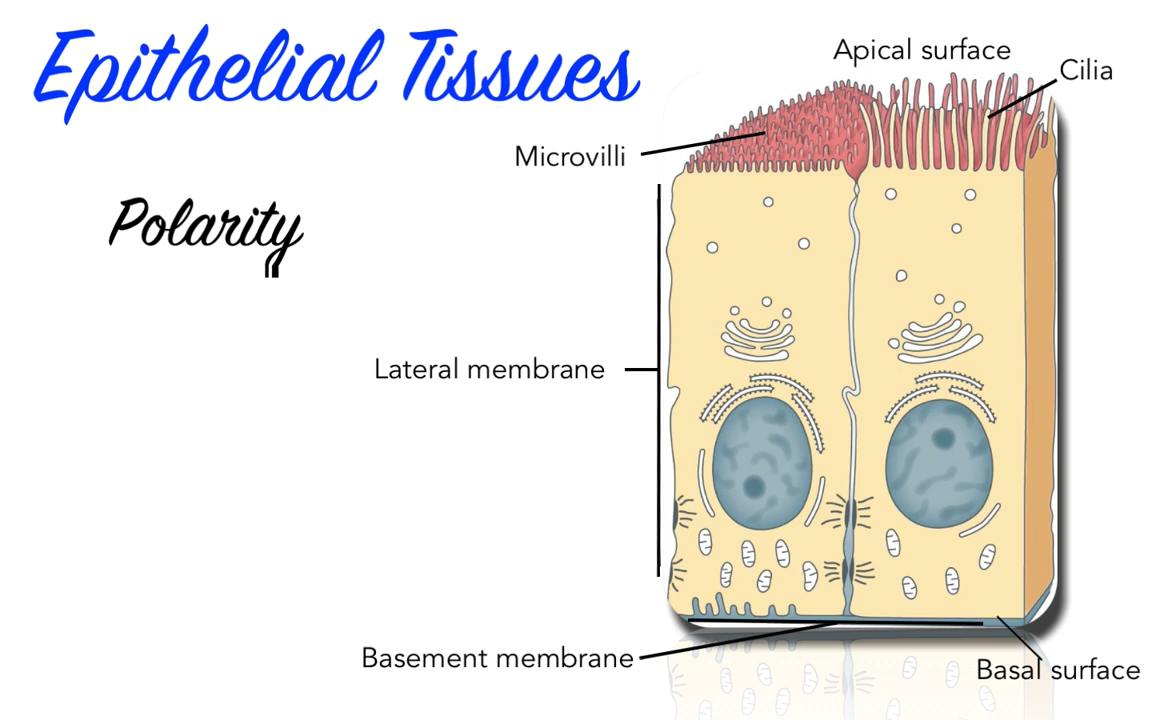 Epithelial Tissues
Apical surface
Cilia
Microvilli
Polarity
Lateral membrane
Basement membrane
Basal surface